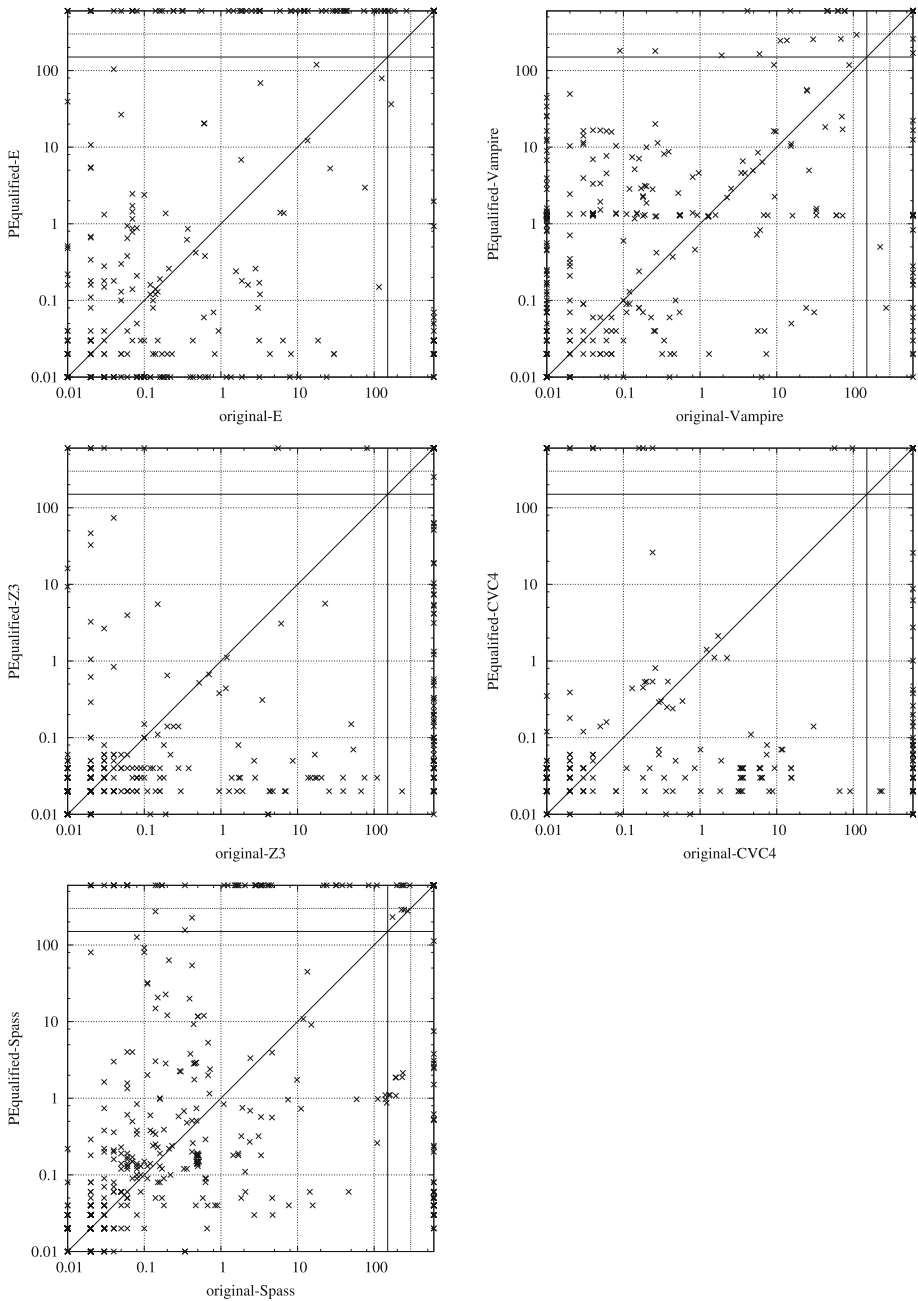 100
10
1
0.1
0.01
PEqualified-E
0.01 0.1 1 10 100
original-E
100
10
1
0.1
0.01
PEqualified-Vampire
0.01 0.1 1 10 100
original-Vampire
100
10
1
0.1
0.01
PEqualified-Z3
0.01 0.1 1 10 100
original-Z3
100
10
1
0.1
0.01
PEqualified-CVC4
0.01 0.1 1 10 100
original-CVC4
100
10
1
0.1
0.01
PEqualified-Spass
0.01 0.1 1 10 100
original-Spass